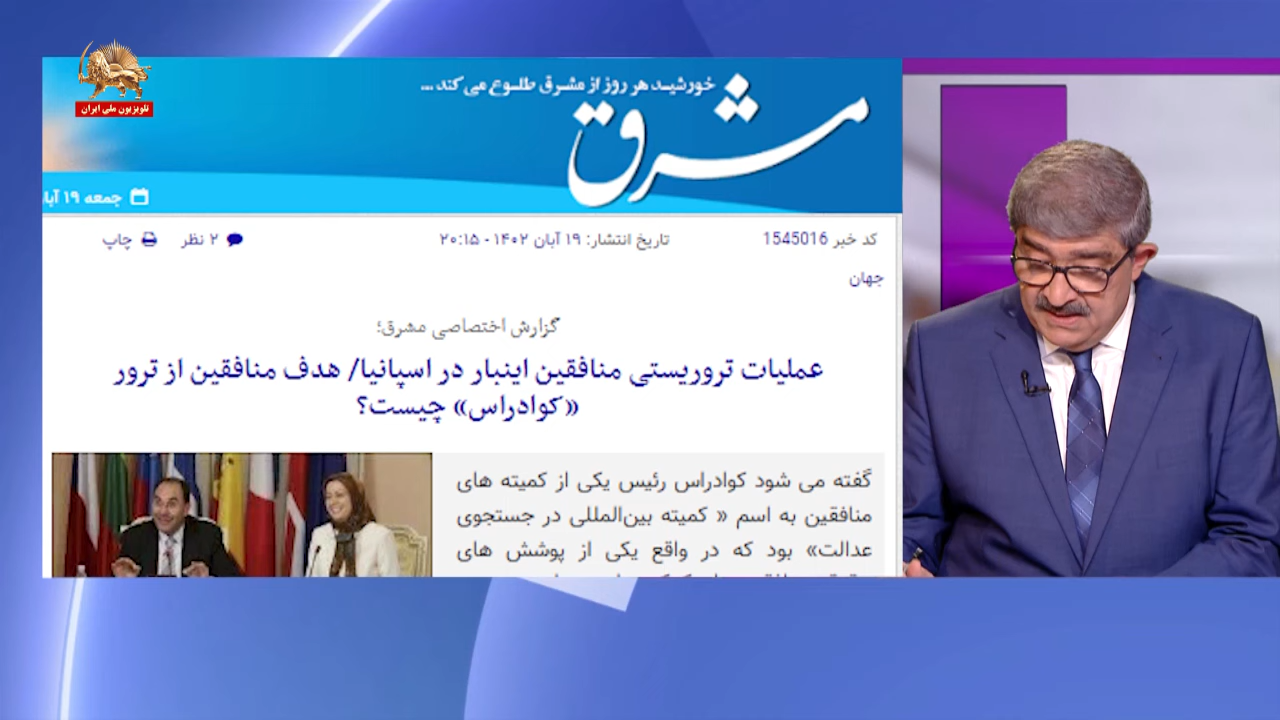 تلویزیون ملی ایران
خورشید هر روز از مشرق طلوع می کند ...
مشرق
جمعه ۱۹ آبا
کد خبر 1545016
تاریخ انتشار: ۱۹ آبان ۱۴۰۲ - ۲۰:۱۵
۲ نظر
چاپ
جهان
گزارش اختصاصی مشرق؛
عملیات تروریستی منافقین اینبار در اسپانیا/ هدف منافقین از ترور
«کوادراس» چیست؟
گفته می شود کوادراس رئیس یکی از کمیته های
منافقین به اسم « کمیته بین‌المللی در جستجوی
عدالت» بود که در واقع یکی از پوشش های